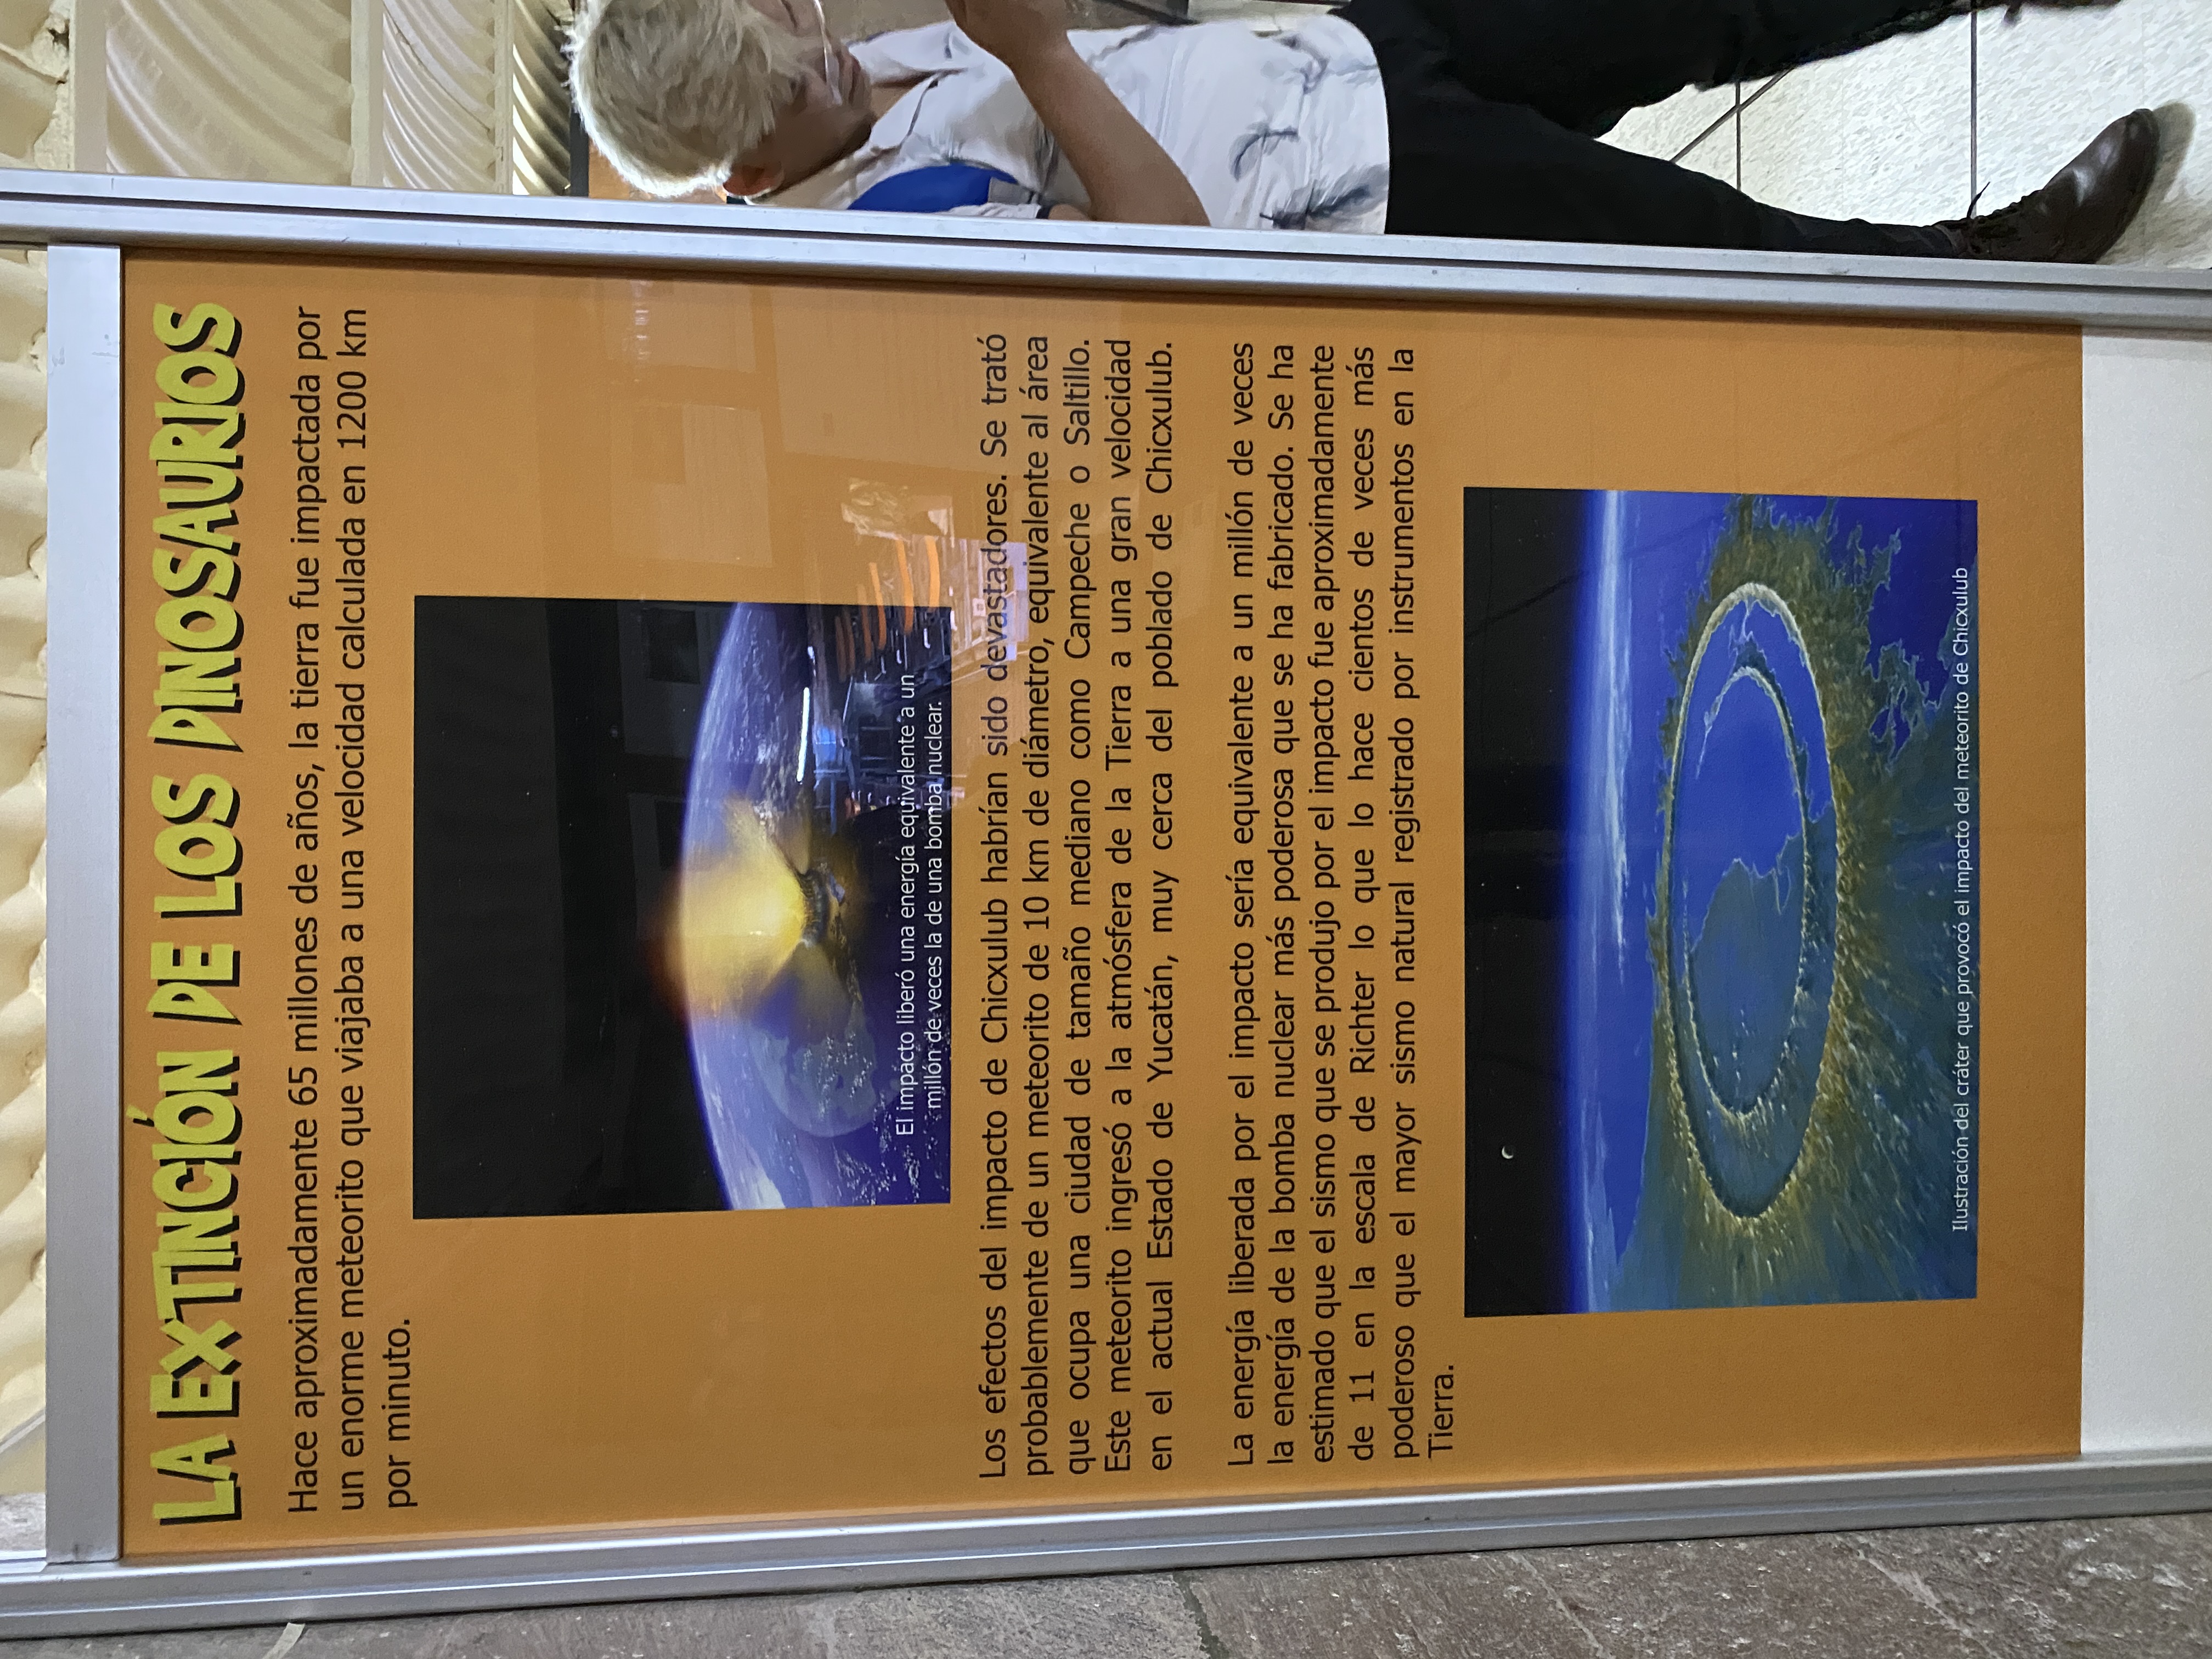 LA EXTINCIÓN DE LOS DINOSAURIOS
Hace aproximadamente 65 millones de años, la tierra fue impactada por
un enorme meteorito que viajaba a una velocidad calculada en 1200 km
por minuto.
El impacto liberó una energía equivalente a un
millón de veces la de una bomba nuclear.
Los efectos del impacto de Chicxulub habrían sido devastadores. Se trató
probablemente de un meteorito de 10 km de diámetro, equivalente al área
que ocupa una ciudad de tamaño mediano como Campeche o Saltillo.
Este meteorito ingresó a la atmósfera de la Tierra a una gran velocidad
en el actual Estado de Yucatán, muy cerca del poblado de Chicxulub.
La energía liberada por el impacto sería equivalente a un millón de veces
la energía de la bomba nuclear más poderosa que se ha fabricado. Se ha
estimado que el sismo que se produjo por el impacto fue aproximadamente
de 11 en la escala de Richter lo que lo hace cientos de veces más
poderoso que el mayor sismo natural registrado por instrumentos en la
Tierra.
Ilustración del cráter que provocó el impacto del meteorito de Chicxulub